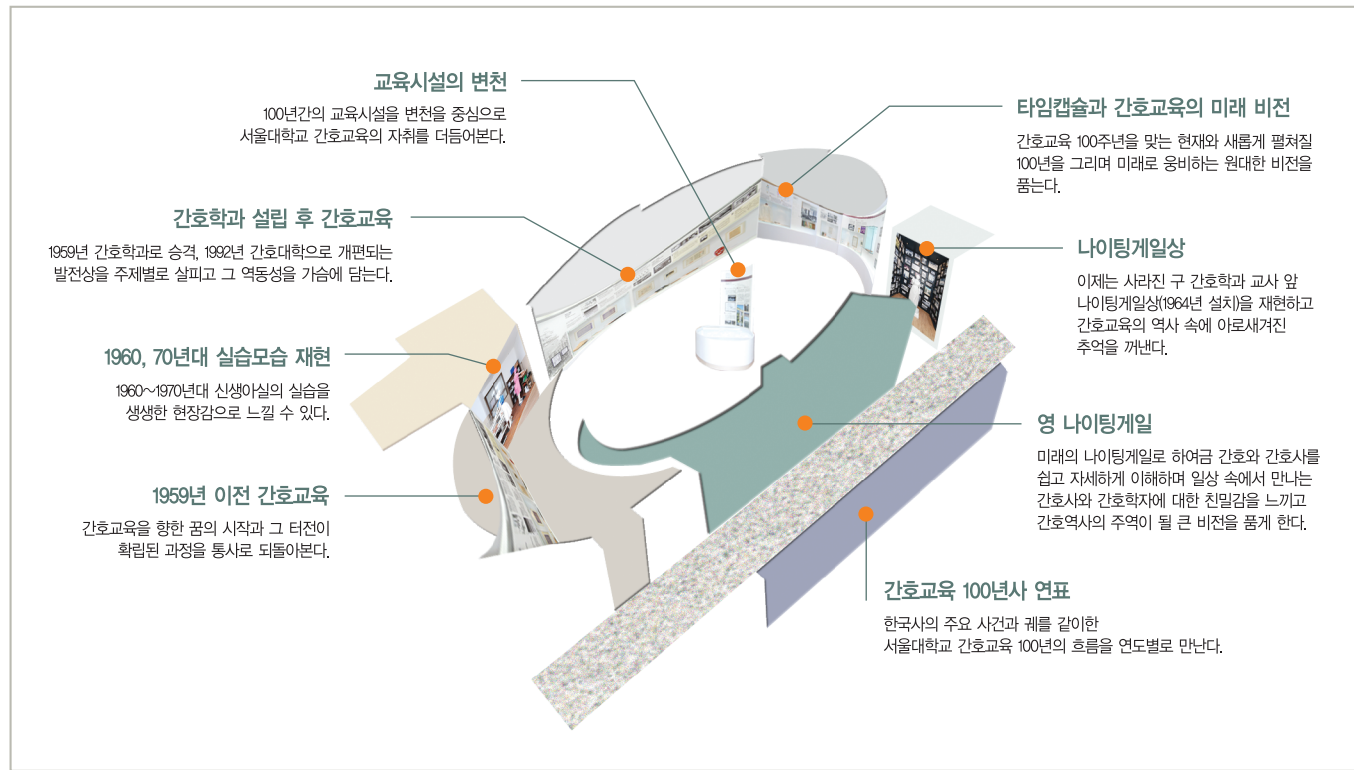 교육시설의 변천
100년간의 교육시설을 변천을 중심으로
서울대학교 간호교육의 자취를 더듬어본다.
간호학과 설립 후 간호교육
1959년 간호학과로 승격, 1992년 간호대학으로 개편되는
발전상을 주제별로 살피고 그 역동성을 가슴에 담는다.
1960, 70년대 실습모습 재현
1960~1970년대 신생아실의 실습을
생생한 현장감으로 느낄 수 있다.
1959년 이전 간호교육
간호교육을 향한 꿈의 시작과 그 터전이
확립된 과정을 통사로 되돌아본다.
타임캡슐과 간호교육의 미래 비전
간호교육 100주년을 맞는 현재와 새롭게 펼쳐질
100년을 그리며 미래로 웅비하는 원대한 비전을
품는다.
나이팅게일상
이제는 사라진 구 간호학과 교사 앞
나이팅게일상(1964년 설치)을 재현하고
간호교육의 역사 속에 아로새겨진
추억을 꺼낸다.
영 나이팅게일
미래의 나이팅게일로 하여금 간호와 간호사를
쉽고 자세하게 이해하며 일상 속에서 만나는
간호사와 간호학자에 대한 친밀감을 느끼고
간호역사의 주역이 될 큰 비전을 품게 한다.
간호교육 100년사 연표
한국사의 주요 사건과 궤를 같이한
서울대학교 간호교육 100년의 흐름을 연도별로 만난다.